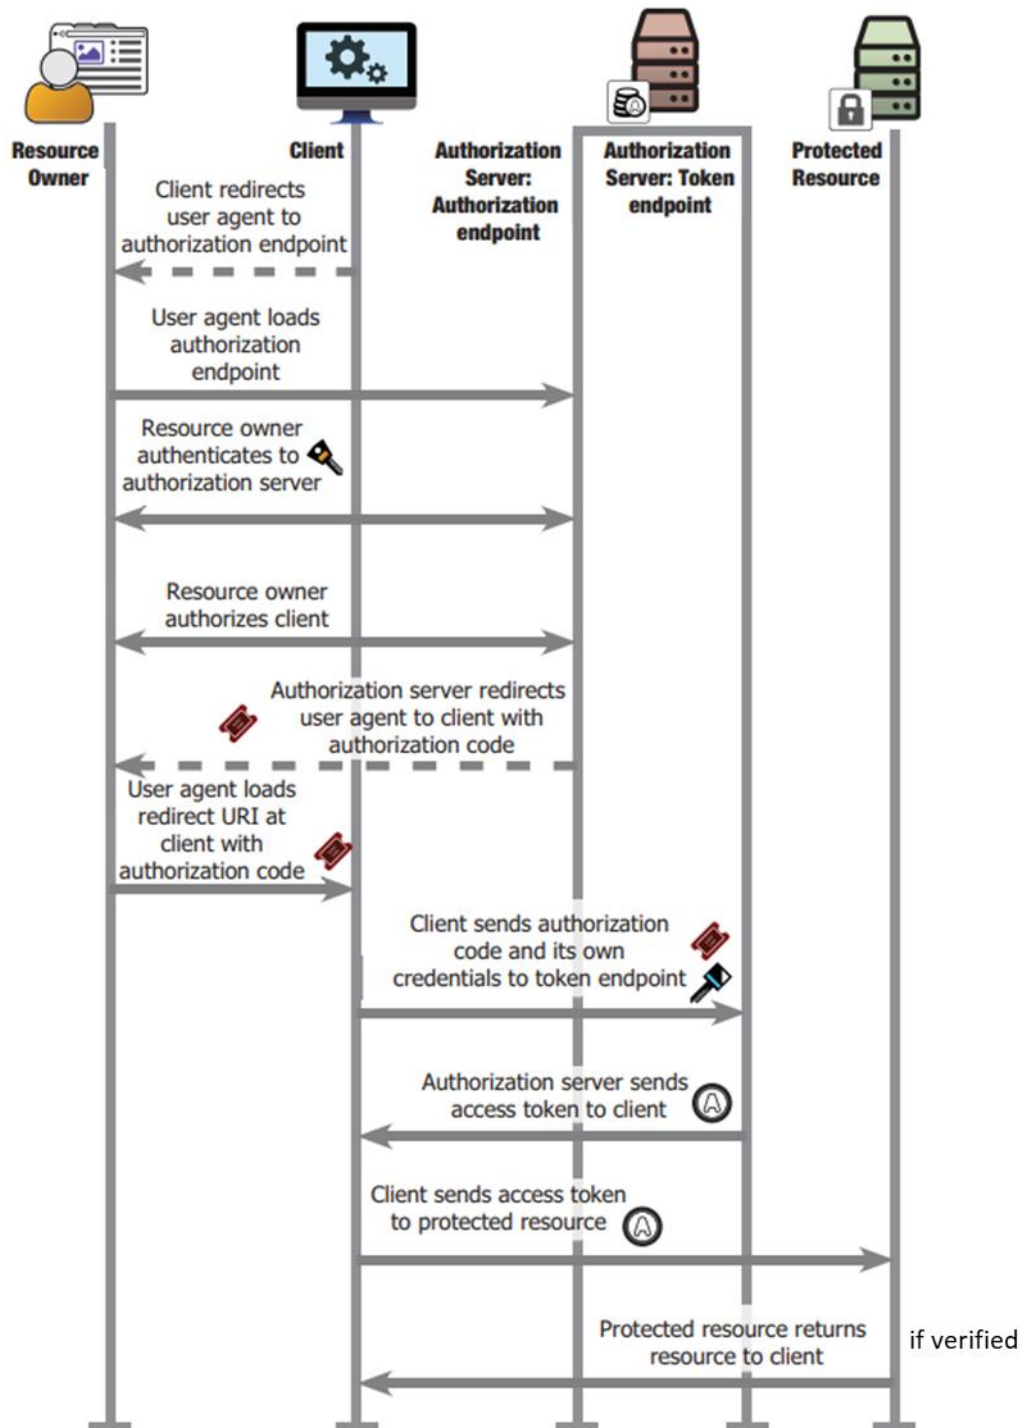 Resource
Owner
Client
Authorization
Server:
Authorization
endpoint
Authorization
Server: Token
endpoint
Protected
Resource
Client redirects
user agent to
authorization endpoint
User agent loads
authorization
endpoint
Resource owner
authenticates to
authorization server
Resource owner
authorizes client
Authorization server redirects
user agent to client with
authorization code
User agent loads
redirect URI at
client with
authorization code
Client sends authorization
code and its own
credentials to token endpoint
Authorization server sends
access token to client
A
Client sends access token
to protected resource
A
Protected resource returns
resource to client
if verified